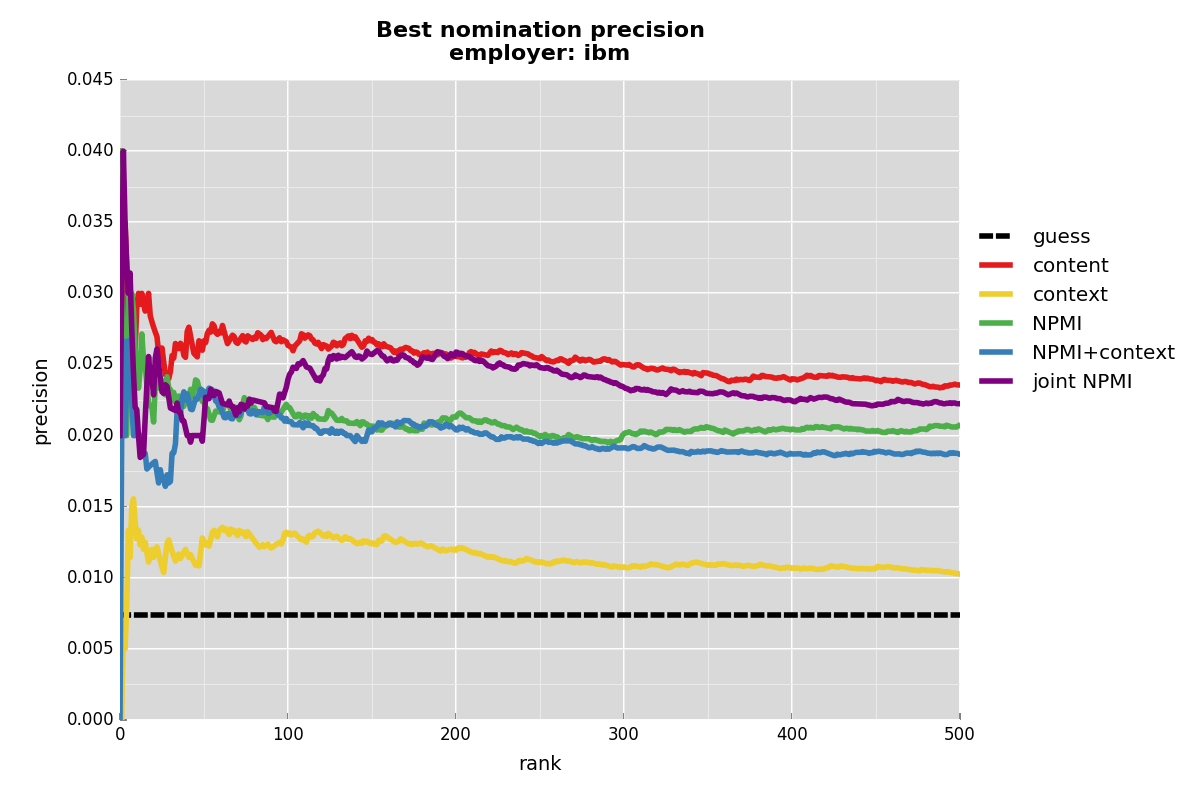 Best nomination precision
employer: ibm
precision
0.045
0.040
0.035
0.030
0.025
0.020
0.015
0.010
0.005
0.000
0
100
200
300
400
500
rank
guess
content
context
NPMI
NPMI+context
joint NPMI